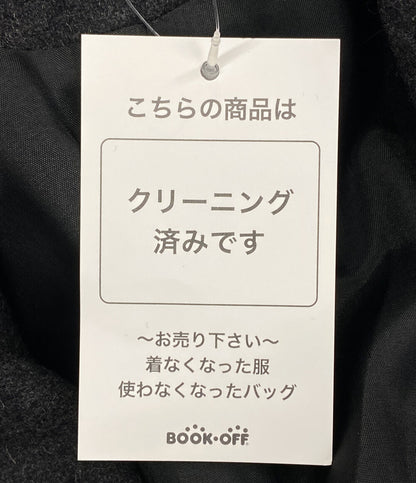 こちらの商品は
クリーニング
済みです
〜お売り下さい〜
着なくなった服
使わなくなったバッグ
BOOK・OFF